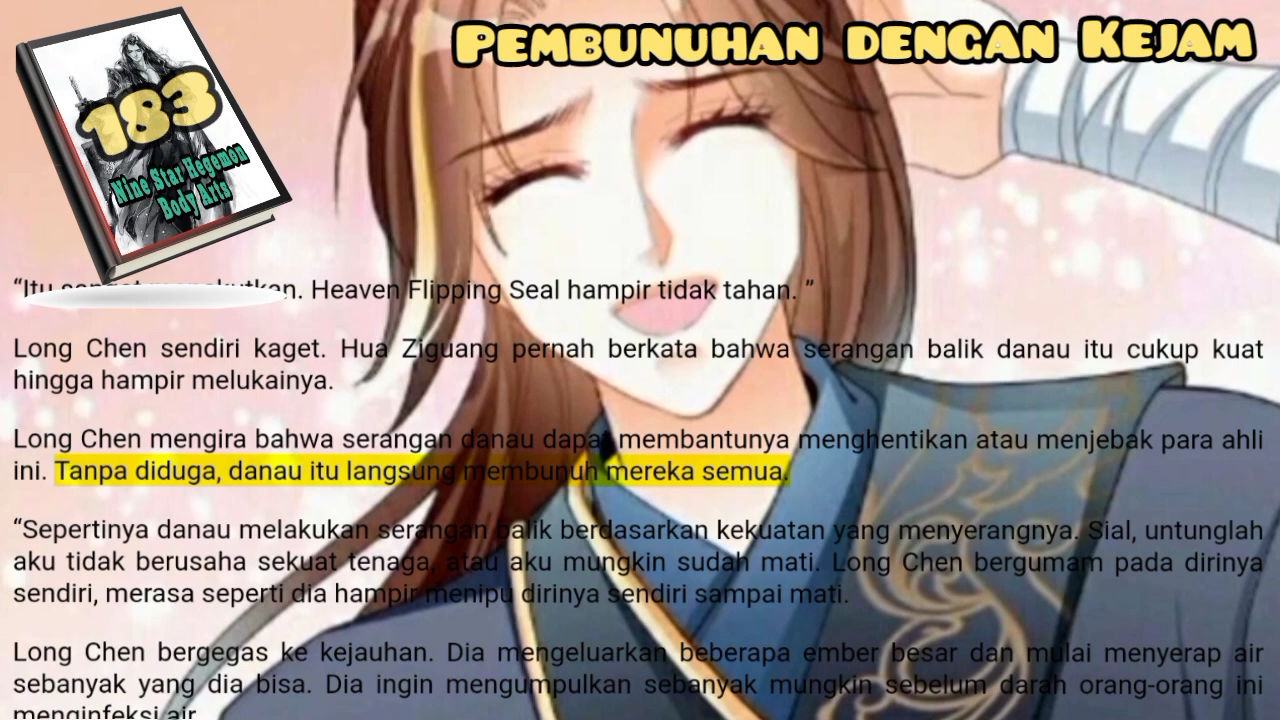 Pembunuhan dengan Kejam
183
Nine Star Hegemon
Body Arts
“Itu . Heaven Flipping Seal hampir tidak tahan. ”
Long Chen sendiri kaget. Hua Ziguang pernah berkata bahwa serangan balik danau itu cukup kuat
hingga hampir melukainya.
Long Chen mengira bahwa serangan danau dapat membantunya menghentikan atau menjebak para ahli
ini. Tanpa diduga, danau itu langsung membunuh mereka semua.
“Sepertinya danau melakukan serangan balik berdasarkan kekuatan yang menyerangnya. Sial, untunglah
aku tidak berusaha sekuat tenaga, atau aku mungkin sudah mati. Long Chen bergumam pada dirinya
sendiri, merasa seperti dia hampir menipu dirinya sendiri sampai mati.
Long Chen bergegas ke kejauhan. Dia mengeluarkan beberapa ember besar dan mulai menyerap air
sebanyak yang dia bisa. Dia ingin mengumpulkan sebanyak mungkin sebelum darah orang-orang ini
menginfeksi air.